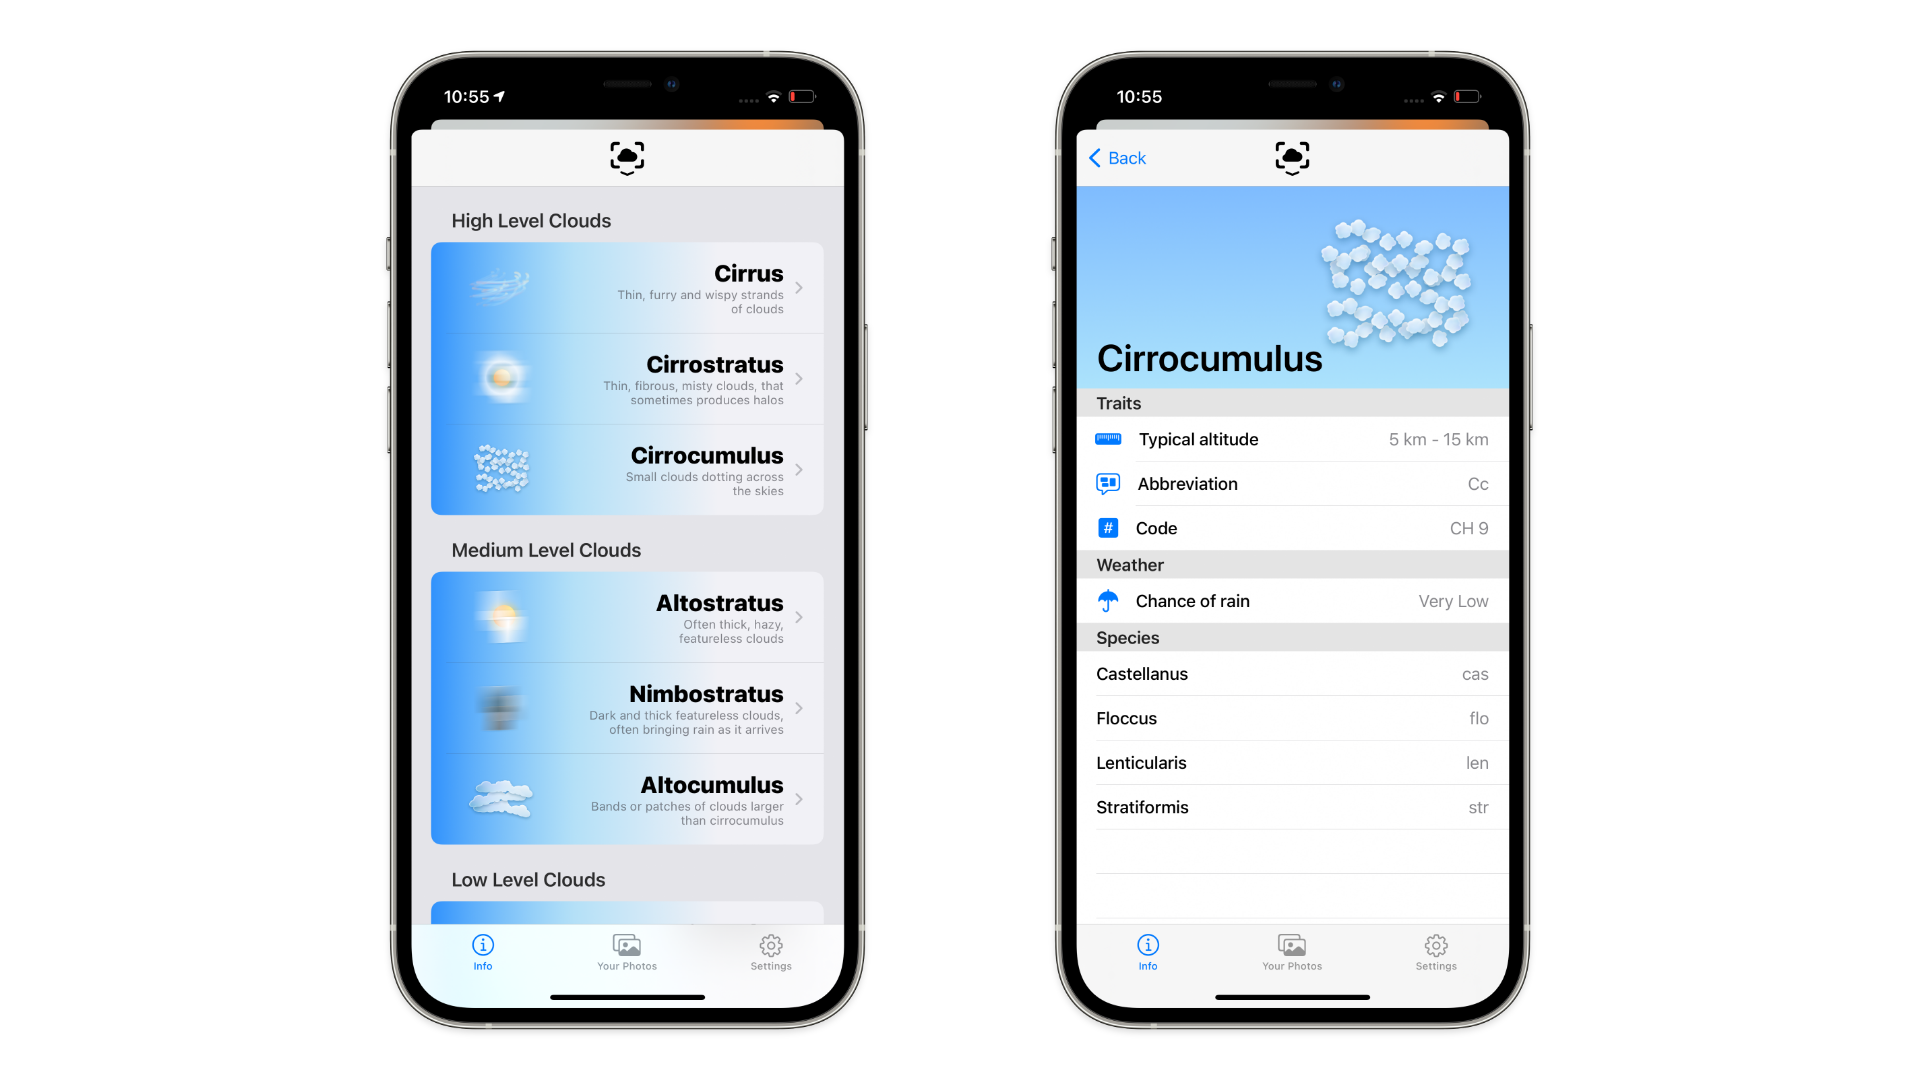 10:55
High Level Clouds
Cirrus
Thin, furry and wispy strands
of clouds
Cirrostratus
Thin, fibrous, misty clouds, that
sometimes produces halos
Cirrocumulus
Small clouds dotting across
the skies
Medium Level Clouds
Altostratus
Often thick, hazy,
featureless clouds
Nimbostratus
Dark and thick featureless clouds,
often bringing rain as it arrives
Altocumulus
Bands or patches of clouds larger
than cirrocumulus
Low Level Clouds
Info
Your Photos
Settings
10:55
Back
Cirrocumulus
Traits
Typical altitude 5 km - 15 km
Abbreviation Cc
# Code CH 9
Weather
Chance of rain Very Low
Species
Castellanus cas
Floccus flo
Lenticularis len
Stratiformis str
Info
Your Photos
Settings